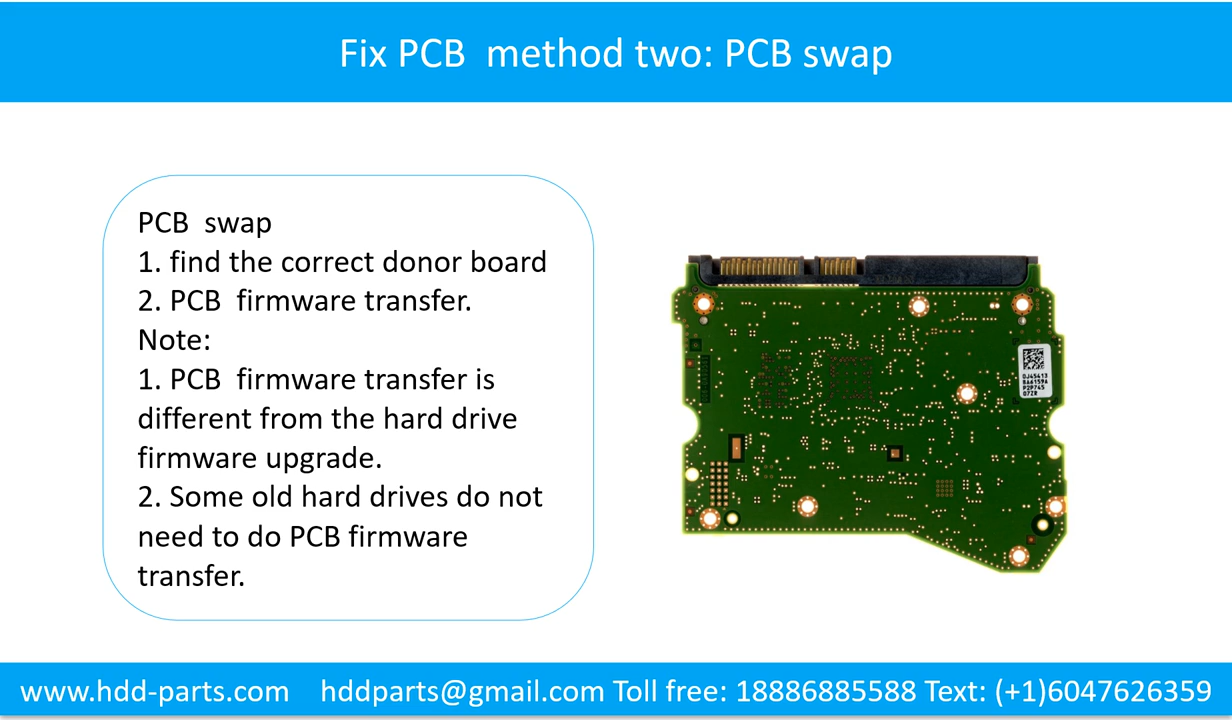 Fix PCB  method two: PCB swap
PCB  swap
1. find the correct donor board
2. PCB  firmware transfer.
Note:
1. PCB  firmware transfer is
different from the hard drive
firmware upgrade.
2. Some old hard drives do not
need to do PCB firmware
transfer.
www.hdd-parts.com    hddparts@gmail.com Toll free: 18886885588 Text: (+1)6047626359